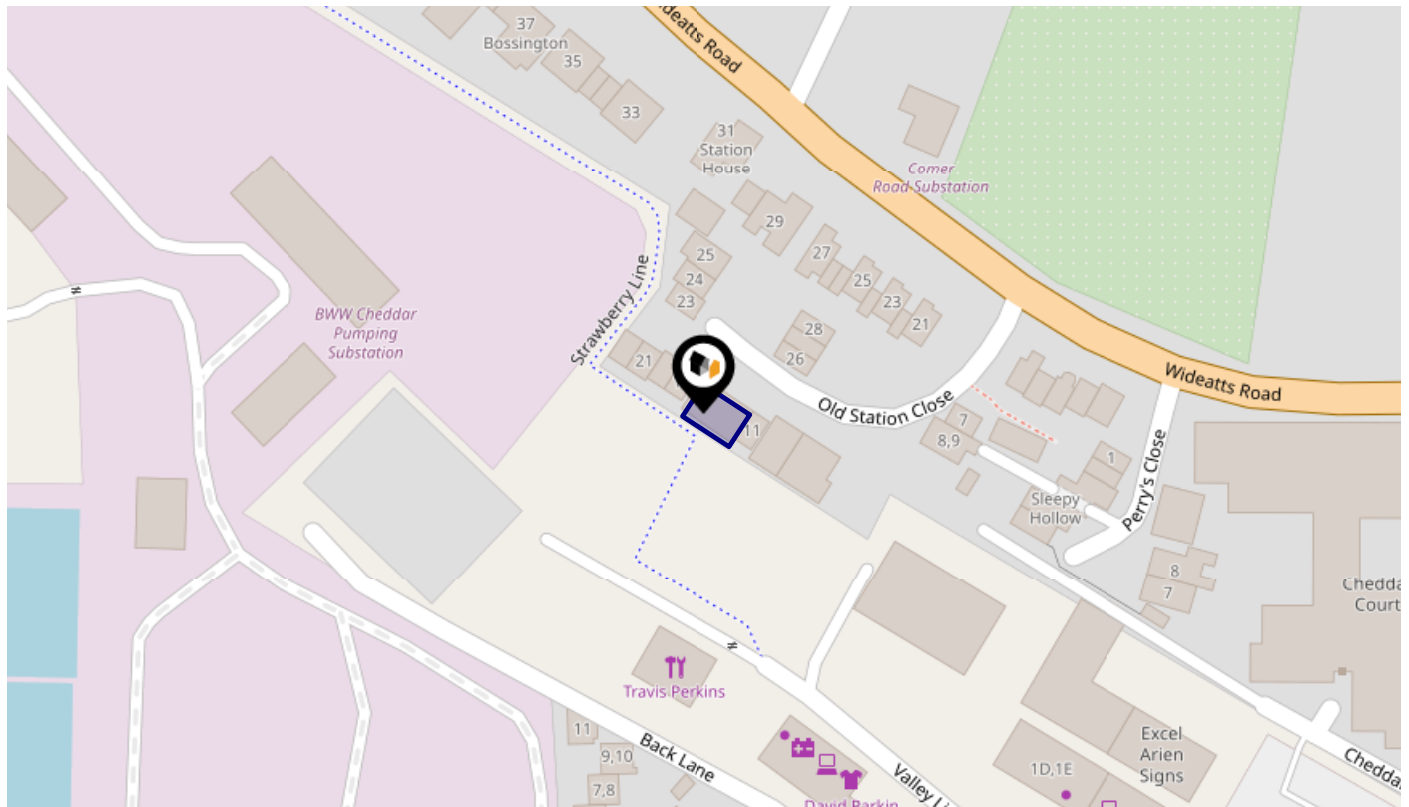 37
Bossington
35
33
Wideatts Road
31
Station
House
Comer
Road Substation
29
27
25
23
21
25
24
23
28
26
Strawberry Line
BWW Cheddar
Pumping
Substation
21
11
Old Station Close
Wideatts Road
7
8,9
1
Sleepy
Hollow
Perry's Close
8
7
Chedda
Court
Travis Perkins
11
9,10
7,8
Back Lane
Valley Li
David Parkin
Excel
Arien
Signs
1D,1E
Chedda